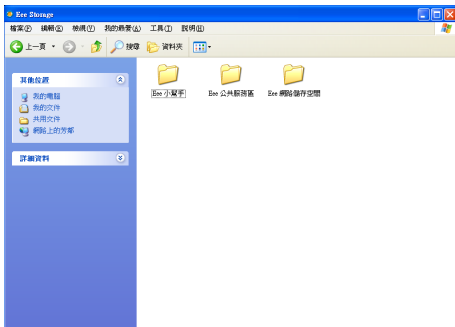 Eee Storage
檔案(F) 編輯(E) 檢視(V) 我的最愛(A) 工具(T) 說明(H)
上一頁 搜尋 資料夾
其他位置
我的電腦
我的文件
共用文件
網路上的芳鄰
詳細資料
Eee 小幫手 Eee 公共服務區 Eee 網路儲存空間